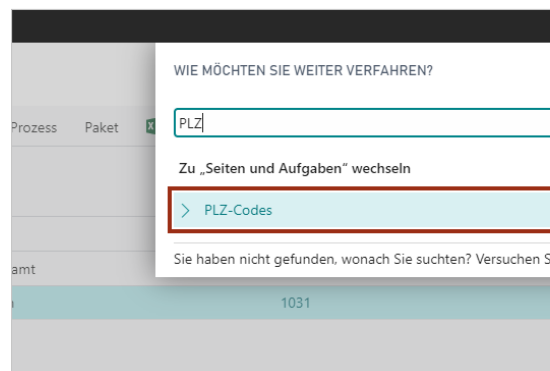 WIE MÖCHTEN SIE WEITER VERFAHREN?
Prozess Paket
PLZ
Zu „Seiten und Aufgaben“ wechseln
PLZ-Codes
Sie haben nicht gefunden, wonach Sie suchten? Versuchen S
amt
1031